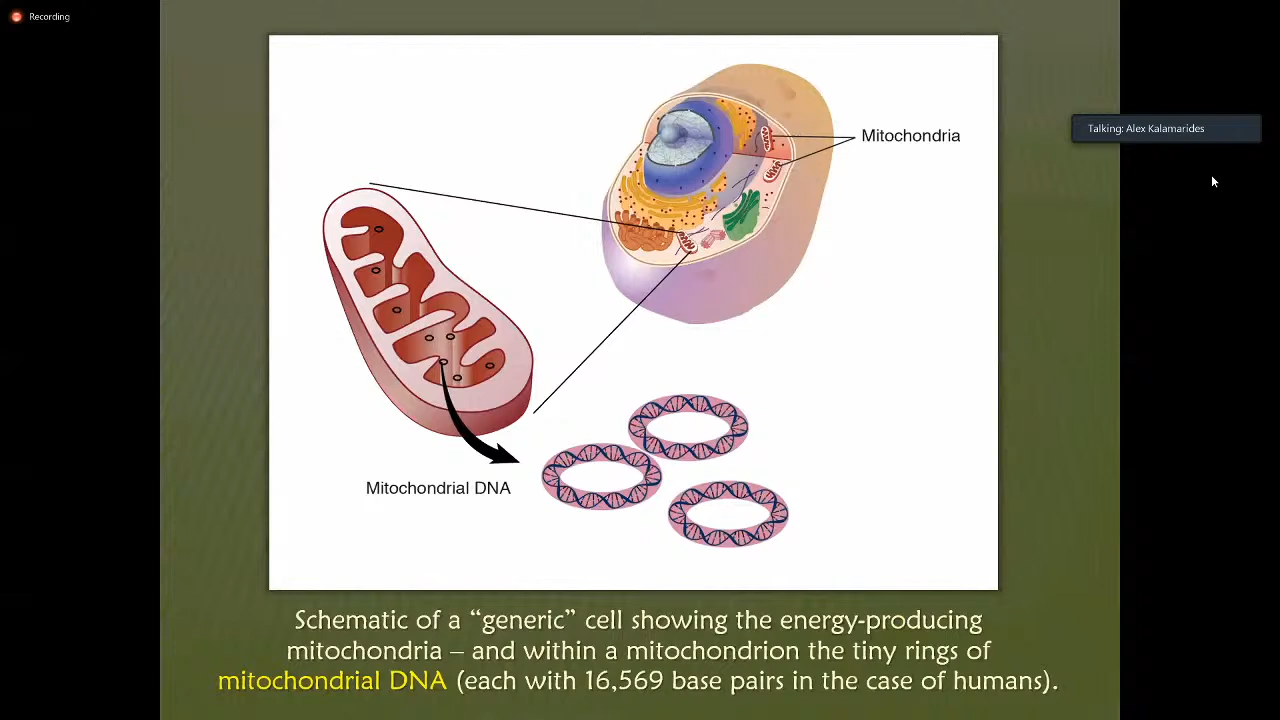 Recording
Talking: Alex Kalamarides
Mitochondria
Mitochondrial DNA
Schematic of a “generic” cell showing the energy-producing
mitochondria – and within a mitochondrion the tiny rings of
mitochondrial DNA (each with 16,569 base pairs in the case of humans).